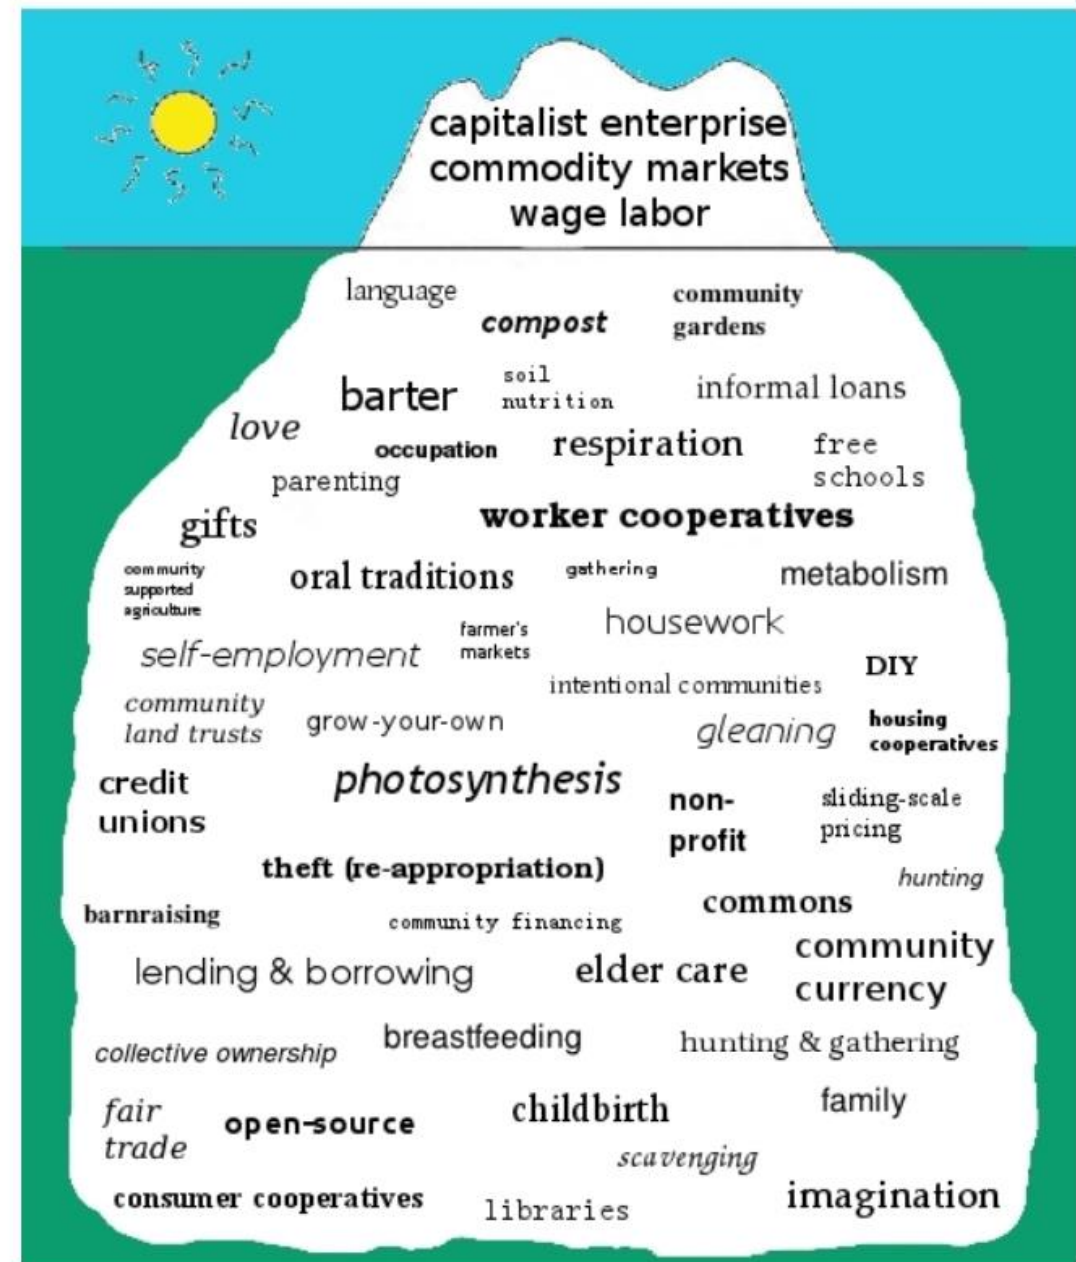 capitalist enterprise
commodity markets
wage labor
language
compost
community
gardens
barter
soil
nutrition
informal loans
love
occupation
respiration
free
schools
parenting
gifts
worker cooperatives
community
supported
agriculture
oral traditions
gathering
metabolism
self-employment
farmer's
markets
housework
DIY
intentional communities
community
land trusts
grow-your-own
gleaning
housing
cooperatives
credit
unions
photosynthesis
non-
profit
sliding-scale
pricing
theft (re-appropriation)
hunting
barnraising
community financing
commons
lending & borrowing
elder care
community
currency
collective ownership
breastfeeding
hunting & gathering
fair
trade
open-source
childbirth
family
scavenging
consumer cooperatives
libraries
imagination